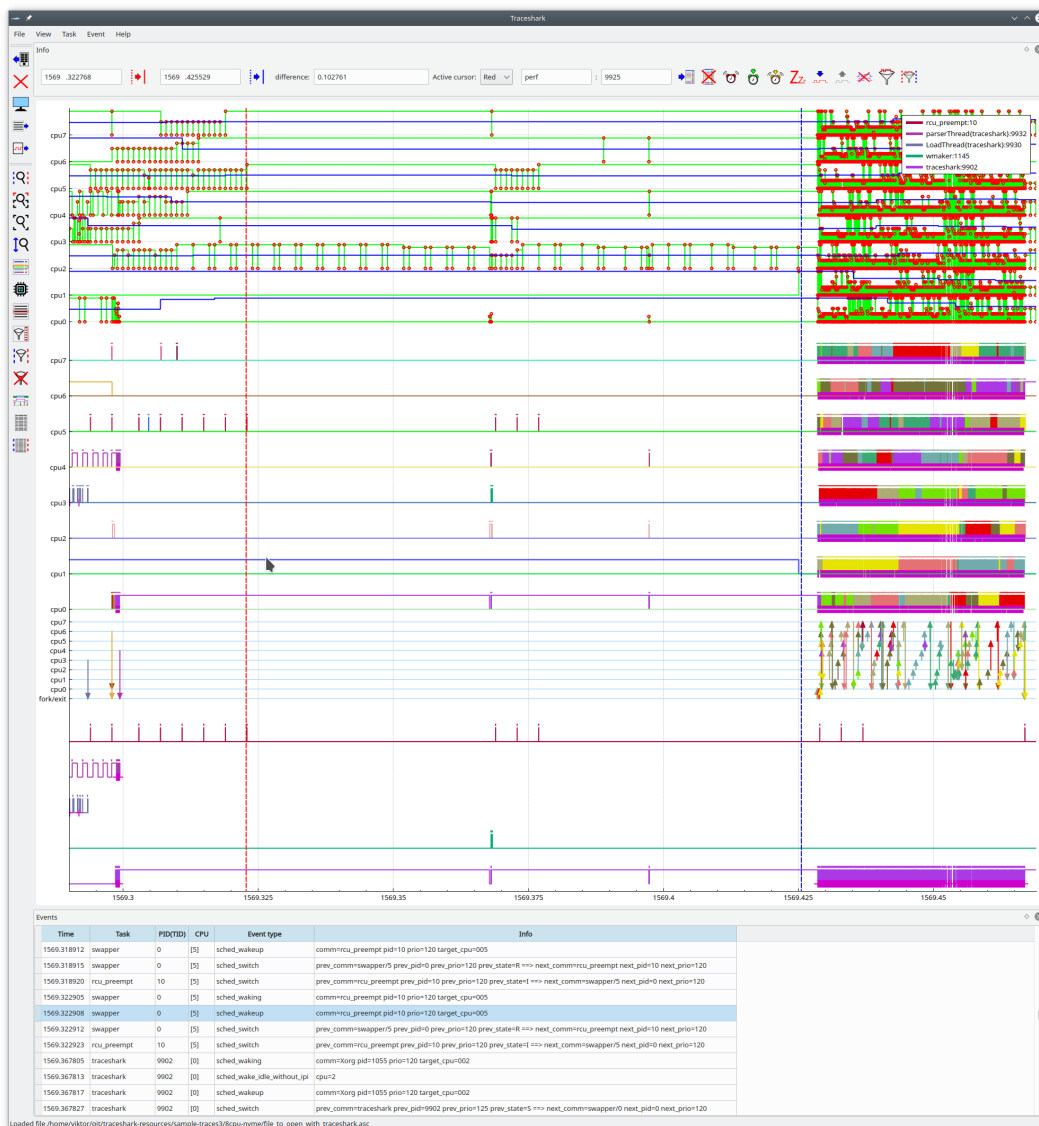 Traceshark
File View Task Event Help
Info
1569 .322768 1569 .425529 difference: 0.102761 Active cursor: Red perf : 9925
cpu7
cpu6
cpu5
cpu4
cpu3
cpu2
cpu1
cpu0
rcu_preempt:10
parserThread(traceshark):9932
LoadThread(traceshark):9930
wmaker:1145
traceshark:9902
cpu7
cpu6
cpu5
cpu4
cpu3
cpu2
cpu1
cpu0
cpu7
cpu6
cpu5
cpu4
cpu3
cpu2
cpu1
cpu0
fork/exit
1569.3 1569.325 1569.35 1569.375 1569.4 1569.425 1569.45
Events
Time Task PID(TID) CPU Event type Info
1569.318912 swapper 0 [5] sched_wakeup comm=rcu_preempt pid=10 prio=120 target_cpu=005
1569.318915 swapper 0 [5] sched_switch prev_comm=swapper/5 prev_pid=0 prev_prio=120 prev_state=R ==> next_comm=rcu_preempt next_pid=10 next_prio=120
1569.318920 rcu_preempt 10 [5] sched_switch prev_comm=rcu_preempt prev_pid=10 prev_prio=120 prev_state=I ==> next_comm=swapper/5 next_pid=0 next_prio=120
1569.322905 swapper 0 [5] sched_waking comm=rcu_preempt pid=10 prio=120 target_cpu=005
1569.322908 swapper 0 [5] sched_wakeup comm=rcu_preempt pid=10 prio=120 target_cpu=005
1569.322912 swapper 0 [5] sched_switch prev_comm=swapper/5 prev_pid=0 prev_prio=120 prev_state=R ==> next_comm=rcu_preempt next_pid=10 next_prio=120
1569.322923 rcu_preempt 10 [5] sched_switch prev_comm=rcu_preempt prev_pid=10 prev_prio=120 prev_state=I ==> next_comm=swapper/5 next_pid=0 next_prio=120
1569.367805 traceshark 9902 [0] sched_waking comm=Xorg pid=1055 prio=120 target_cpu=002
1569.367813 traceshark 9902 [0] sched_wake_idle_without_ipi cpu=2
1569.367817 traceshark 9902 [0] sched_wakeup comm=Xorg pid=1055 prio=120 target_cpu=002
1569.367827 traceshark 9902 [0] sched_switch prev_comm=traceshark prev_pid=9902 prev_prio=125 prev_state=S ==> next_comm=swapper/0 next_pid=0 next_prio=120
Loaded file /home/viktor/git/traceshark-resources/sample-traces3/8cpu-nvme/file_to_open_with_traceshark.asc